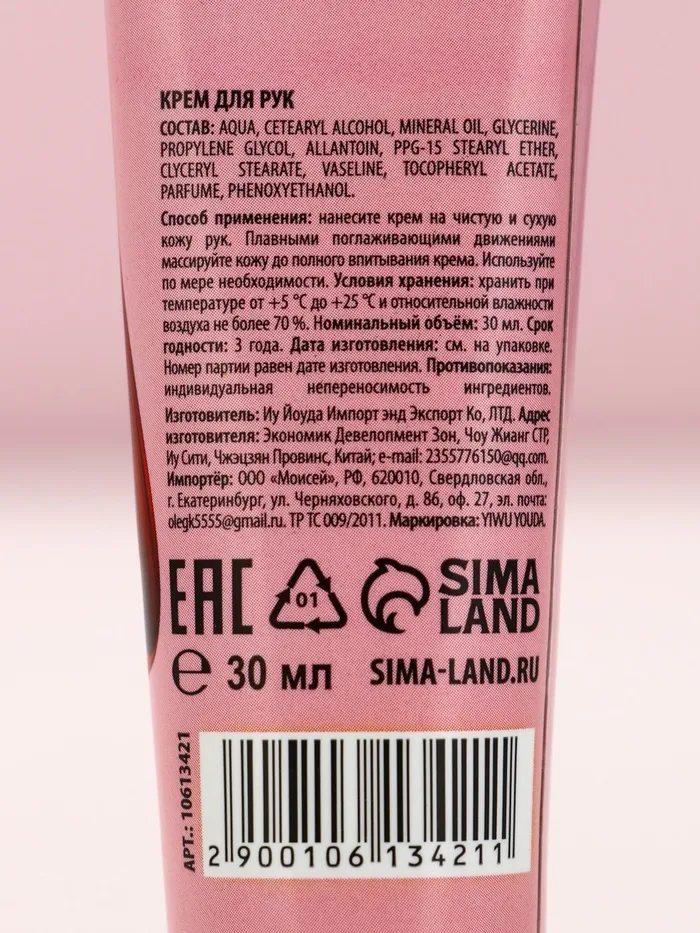 КРЕМ ДЛЯ РУК
СОСТАВ: AQUA, CETEARYL ALCOHOL, MINERAL OIL, GLYCERINE,
PROPYLENE GLYCOL, ALLANTOIN, PPG-15 STEARYL ETHER,
CLYCERYL STEARATE, VASELINE, TOCOPHERYL ACETATE,
PARFUME, PHENOXYETHANOL.
Способ применения: нанесите крем на чистую и сухую
кожу рук. Плавными поглаживающими движениями
массируйте кожу до полного впитывания крема. Используйте
по мере необходимости. Условия хранения: хранить при
температуре от +5 °C до +25 °C и относительной влажности
воздуха не более 70 %. Номинальный объём: 30 мл. Срок
годности: 3 года. Дата изготовления: см. на упаковке.
Номер партии равен дате изготовления. Противопоказания:
индивидуальная непереносимость ингредиентов.
Изготовитель: Иу Йоуда Импорт энд Экспорт Ко, ЛТД. Адрес
изготовителя: Экономик Девелопмент Зон, Чоу Жианг СТР,
Иу Сити, Чжэцзян Провинс, Китай; e-mail: 2355776150@qq.com.
Импортёр: ООО «Моисей», РФ, 620010, Свердловская обл.,
г. Екатеринбург, ул. Черняховского, д. 86, оф. 27, эл. почта:
olegk5555@gmail.ru. ТР ТС 009/2011. Маркировка: YIWU YOUDA.
EAC
01
SIMA
LAND
℮ 30 МЛ
SIMA-LAND.RU
АРТ.: 10613421
2 900106 134211